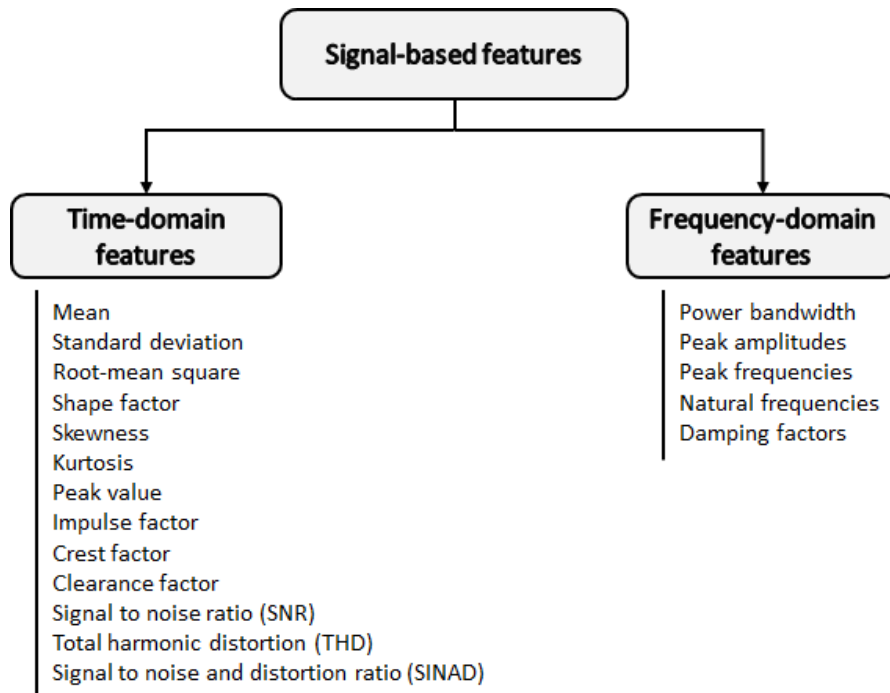 Signal-based features
Time-domain
features
Mean
Standard deviation
Root-mean square
Shape factor
Skewness
Kurtosis
Peak value
Impulse factor
Crest factor
Clearance factor
Signal to noise ratio (SNR)
Total harmonic distortion (THD)
Signal to noise and distortion ratio (SINAD)
Frequency-domain
features
Power bandwidth
Peak amplitudes
Peak frequencies
Natural frequencies
Damping factors